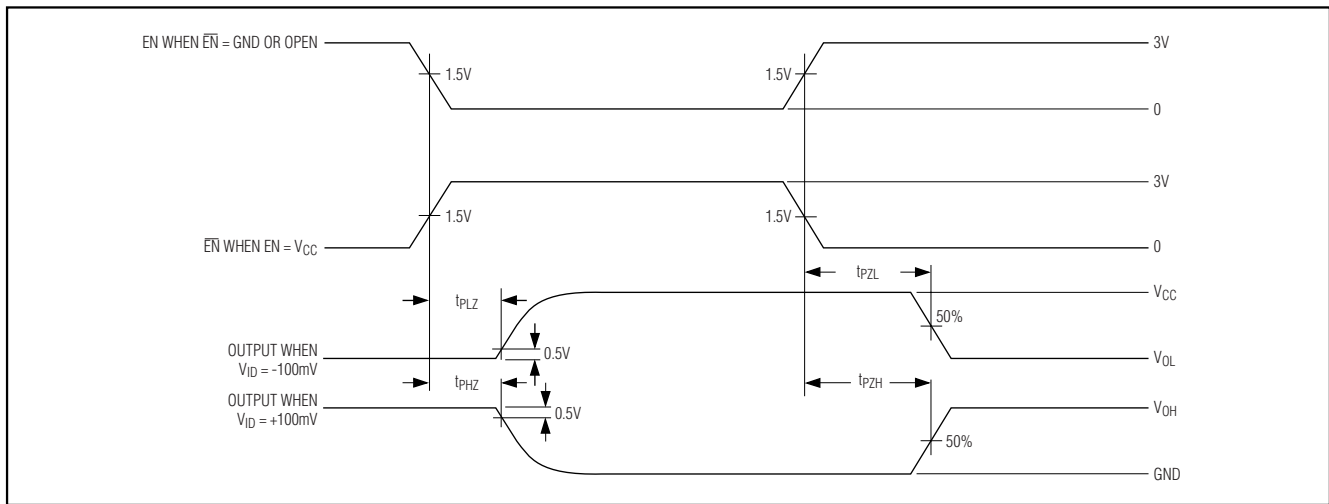 EN WHEN E̅N̅ = GND OR OPEN
3V
1.5V
1.5V
0
3V
1.5V
1.5V
E̅N̅ WHEN EN = VCC
0
tPZL
tPLZ
VCC
50%
OUTPUT WHEN
VID = -100mV
0.5V
VOL
tPHZ
tPZH
OUTPUT WHEN
VID = +100mV
0.5V
VOH
50%
GND